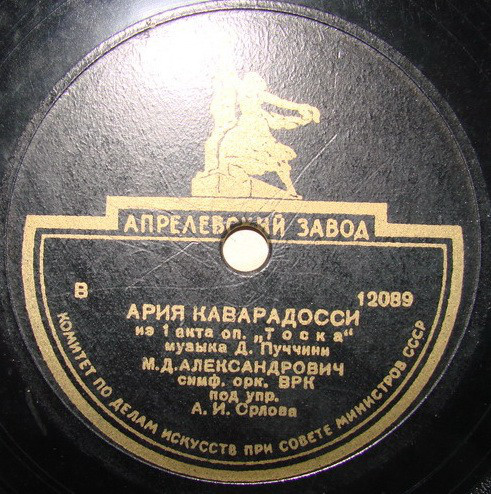 АПРЕЛЕВСКИЙ ЗАВОД
В 12089
АРИЯ КАВАРАДОССИ
из 1 акта оп. „Тоска“
музыка Д. Пуччини
М.Д.АЛЕКСАНДРОВИЧ
симф. орк. ВРК
под упр.
А. И. Орлова
КОМИТЕТ ПО ДЕЛАМ ИСКУССТВ ПРИ СОВЕТЕ МИНИСТРОВ СССР